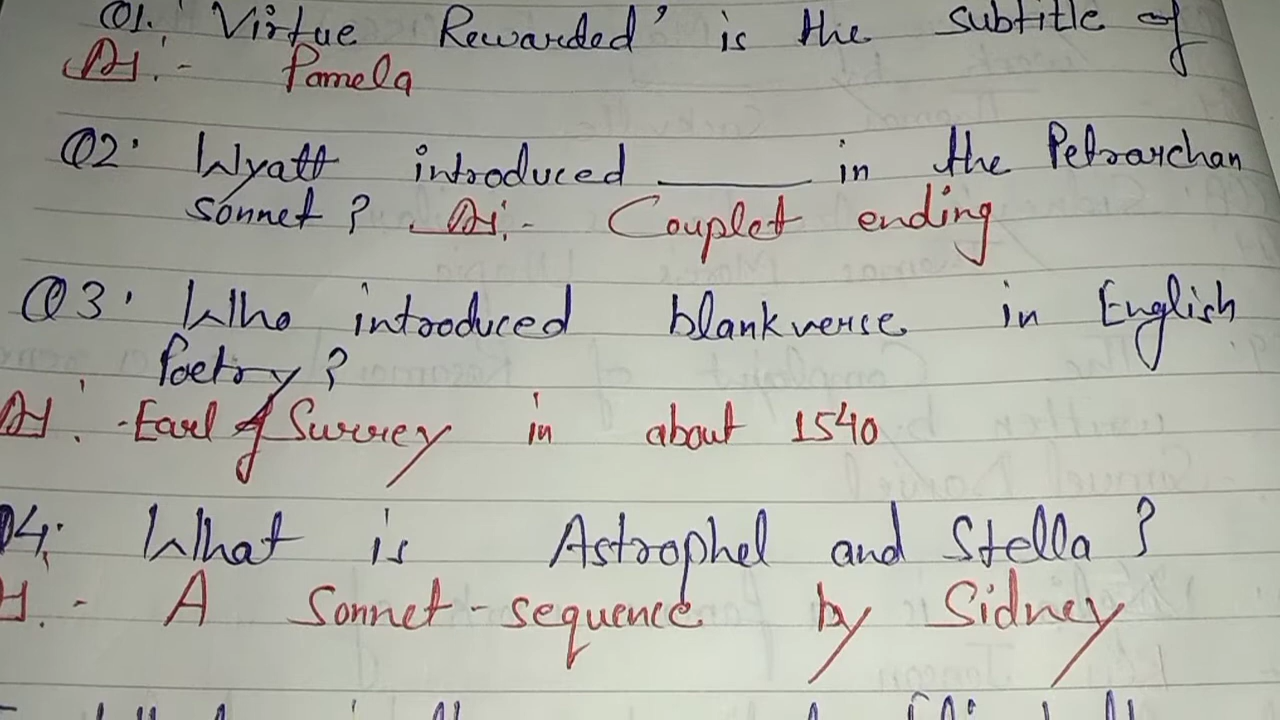 Q1. 'Virtue Rewarded' is the subtitle of
A:- Pamela
Q2. Wyatt introduced ______ in the Petrarchan
sonnet? A:- Couplet ending
Q3. Who introduced blankverse in English
Poetry?
A:- Earl of Surrey in about 1540
Q4. What is Astrophel and Stella?
A:- A Sonnet-sequence by Sidney